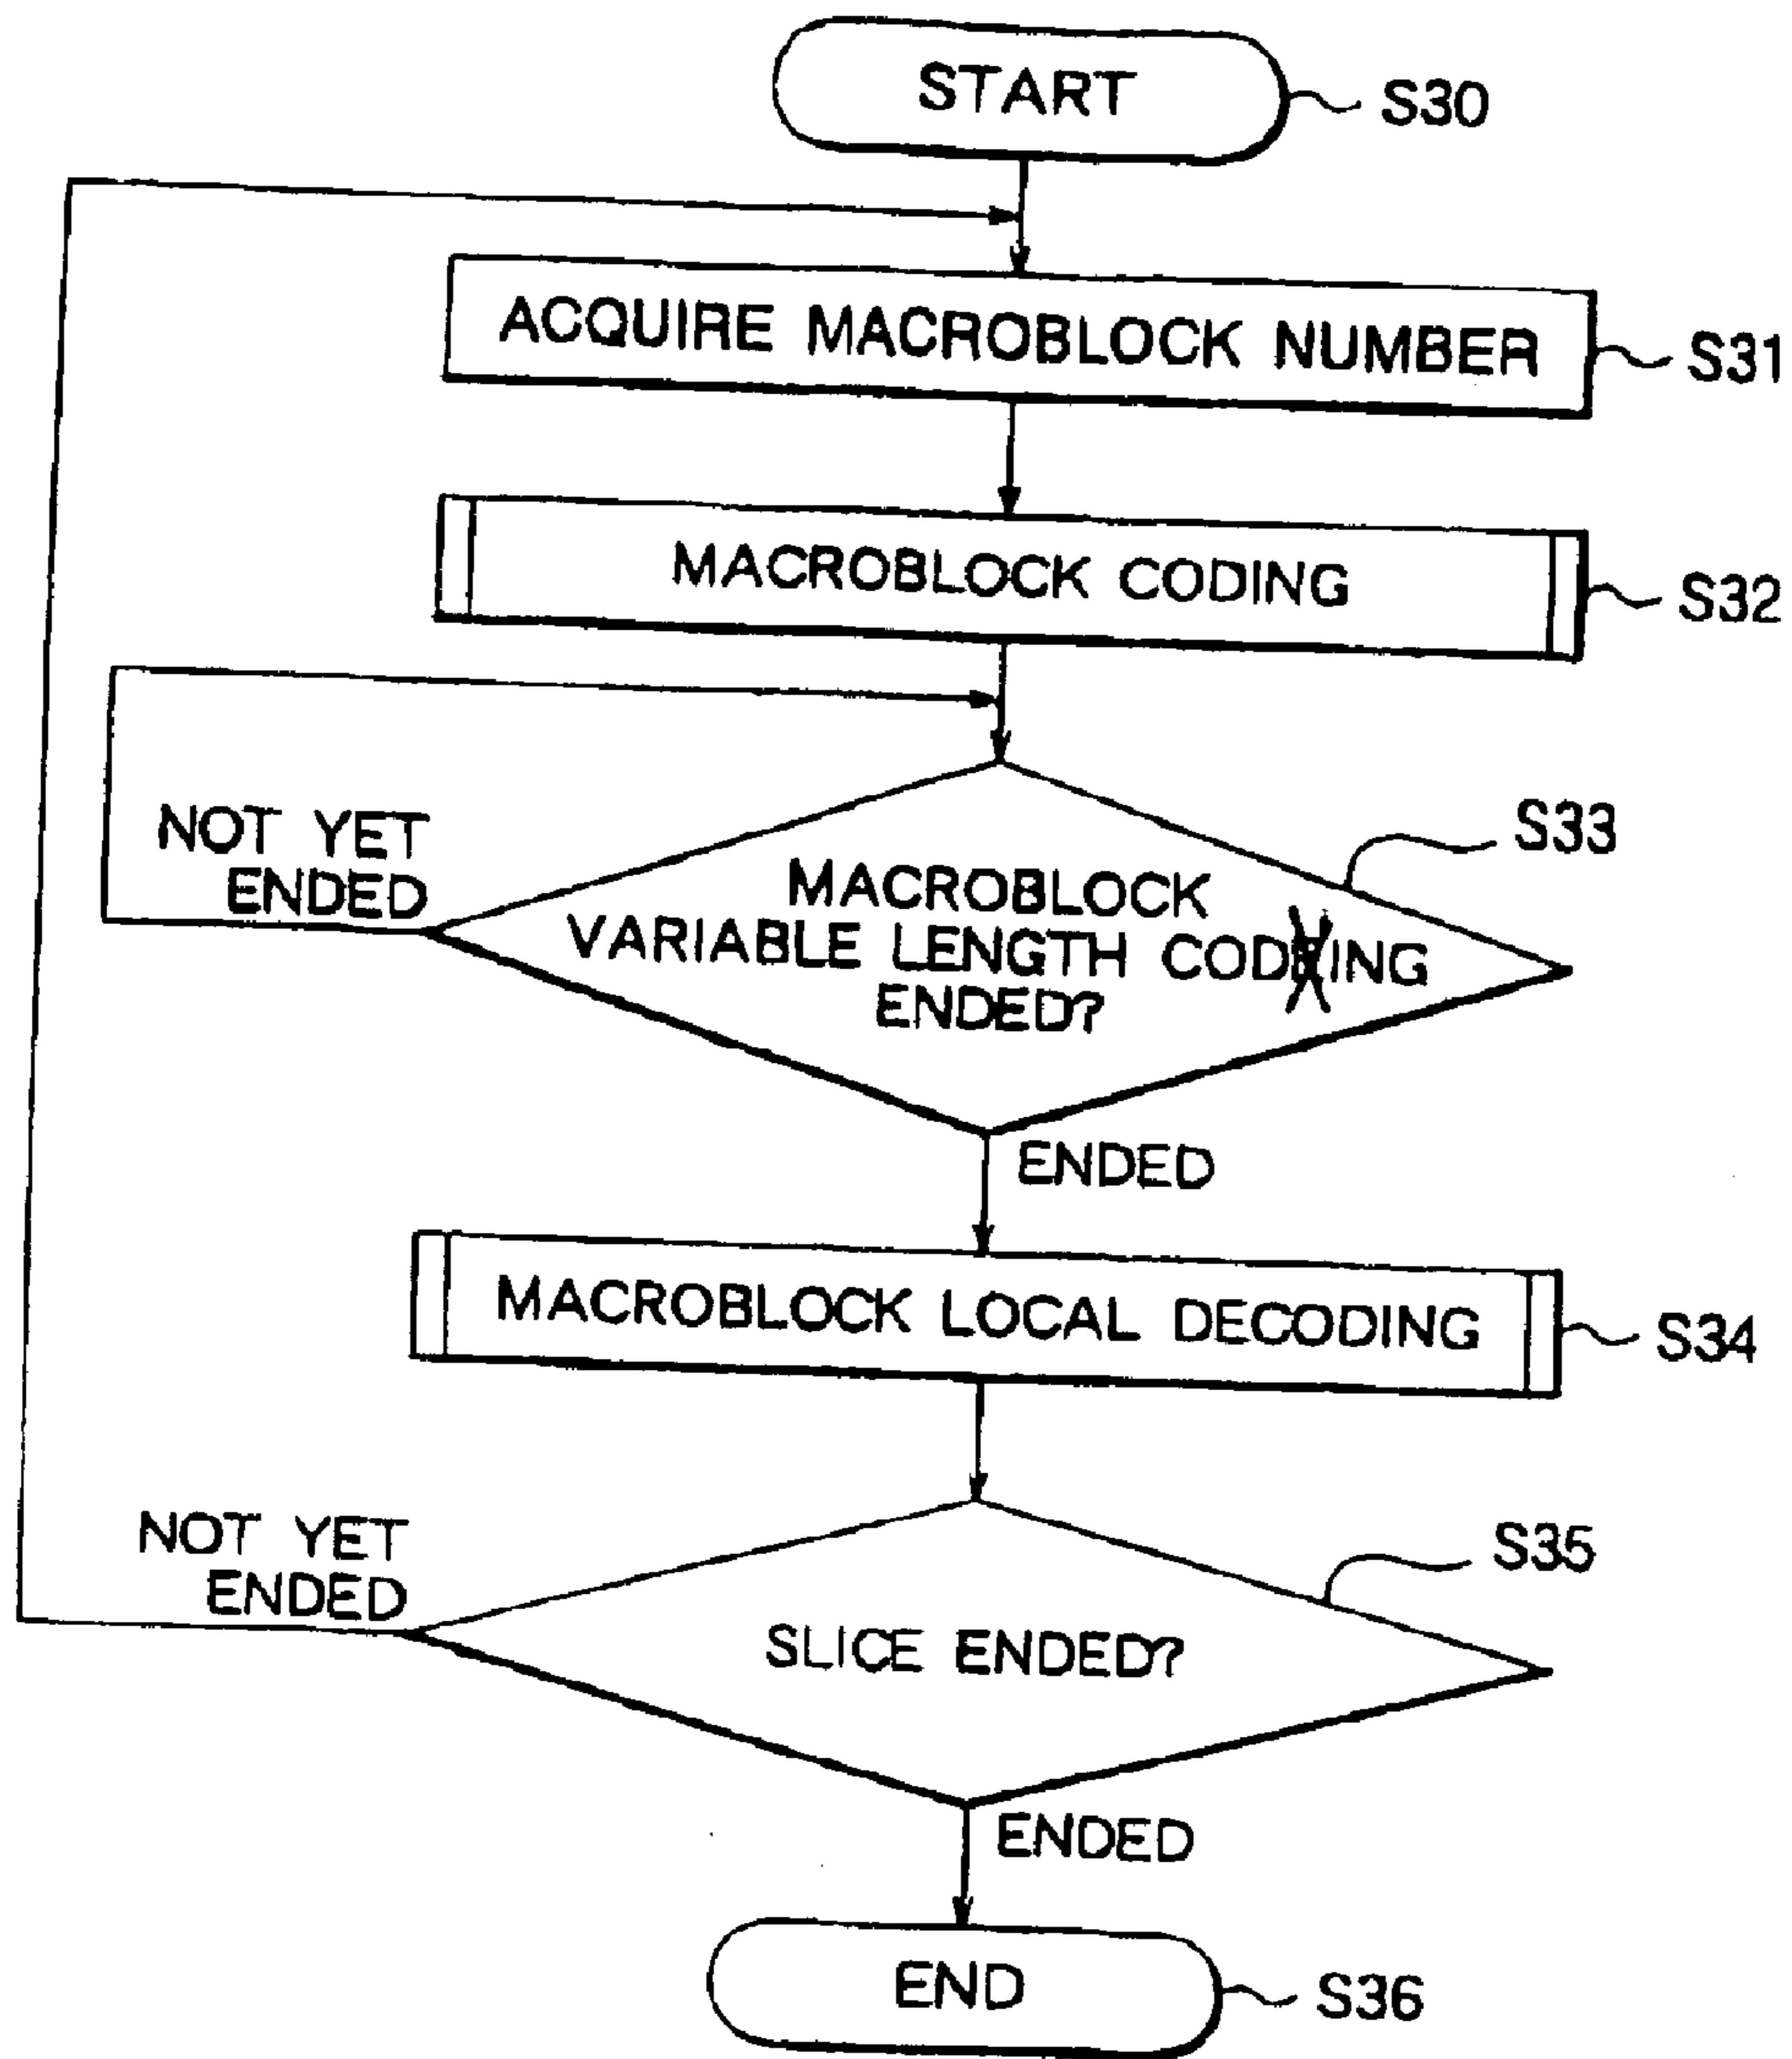 START
S30
ACQUIRE MACROBLOCK NUMBER
S31
MACROBLOCK CODING
S32
NOT YET
ENDED
S33
MACROBLOCK
VARIABLE LENGTH CODING
ENDED?
ENDED
MACROBLOCK LOCAL DECODING
S34
NOT YET
ENDED
S35
SLICE ENDED?
ENDED
END
S36